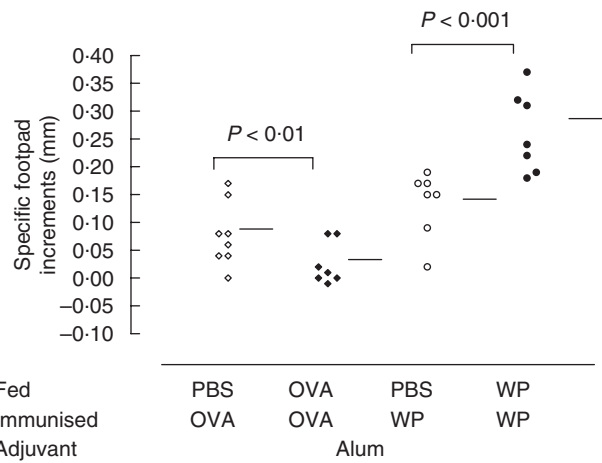 P < 0·001
P < 0·01
Specific footpad
increments (mm)
0·40
0·35
0·30
0·25
0·20
0·15
0·10
0·05
0·00
−0·05
−0·10
Fed PBS OVA PBS WP
mmunised OVA OVA WP WP
Adjuvant Alum